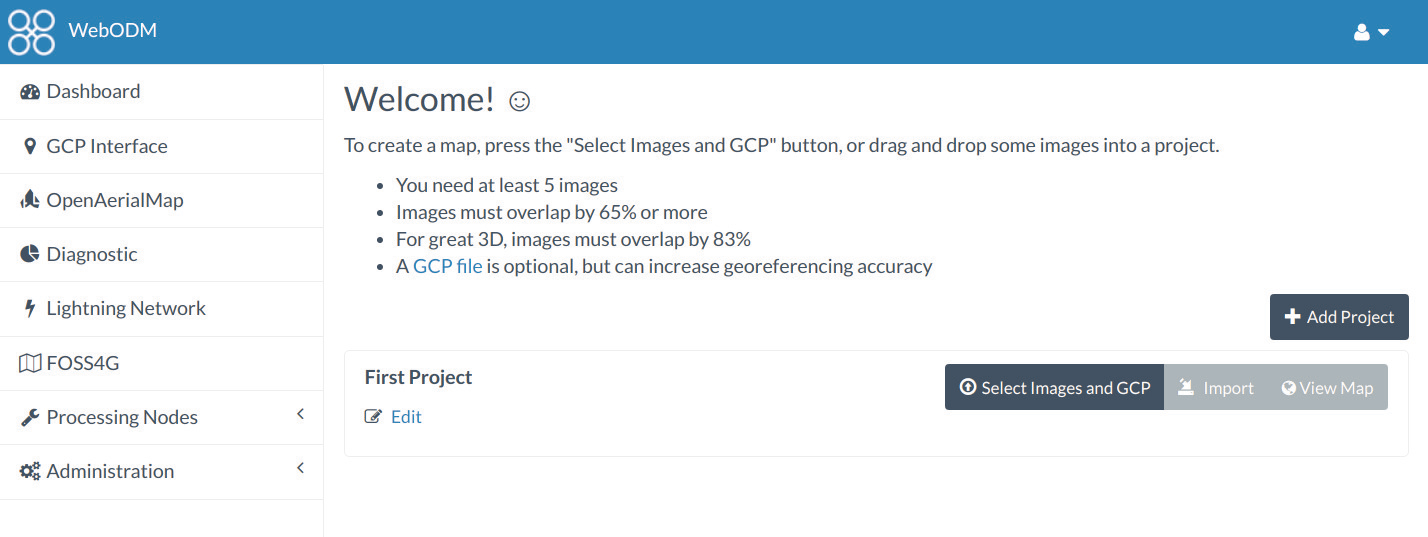 WebODM
Dashboard
GCP Interface
OpenAerialMap
Diagnostic
Lightning Network
FOSS4G
Processing Nodes
Administration
Welcome!
To create a map, press the "Select Images and GCP" button, or drag and drop some images into a project.
You need at least 5 images
Images must overlap by 65% or more
For great 3D, images must overlap by 83%
A GCP file is optional, but can increase georeferencing accuracy
Add Project
First Project
Select Images and GCP
Import
View Map
Edit